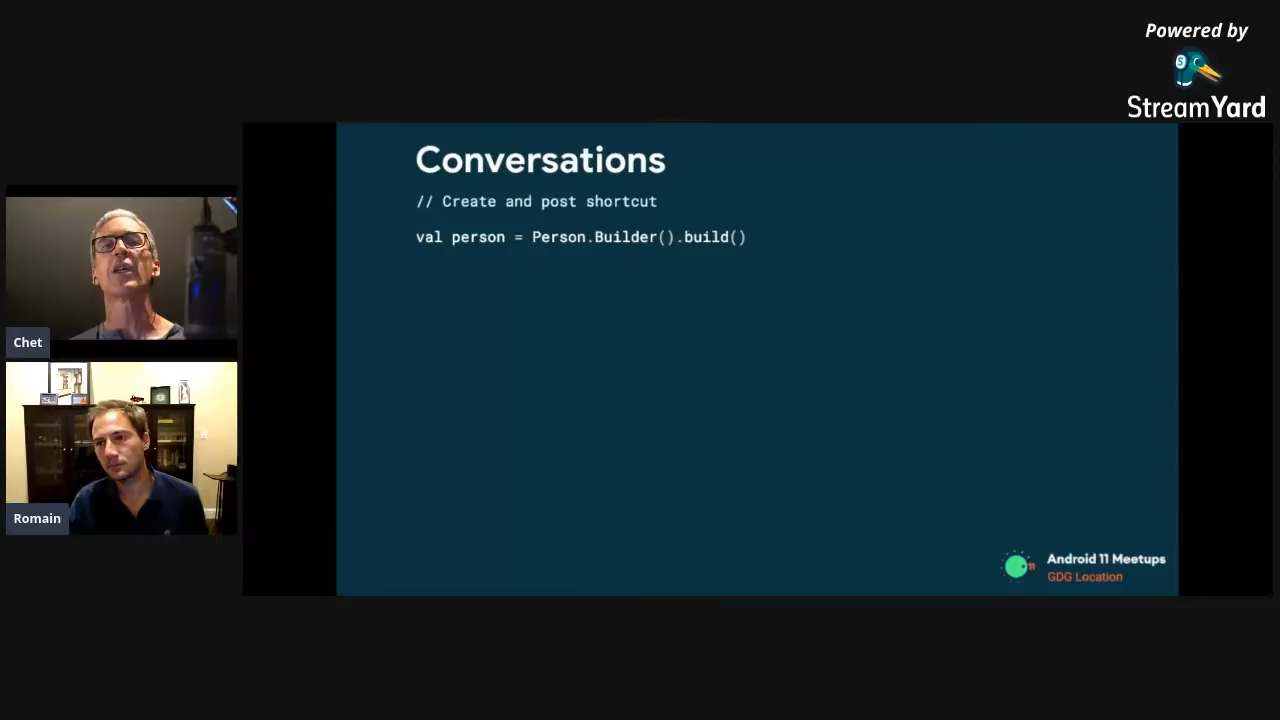 Powered by
StreamYard
Conversations
// Create and post shortcut
val person = Person.Builder().build()
Chet
Romain
Android 11 Meetups
GDG Location